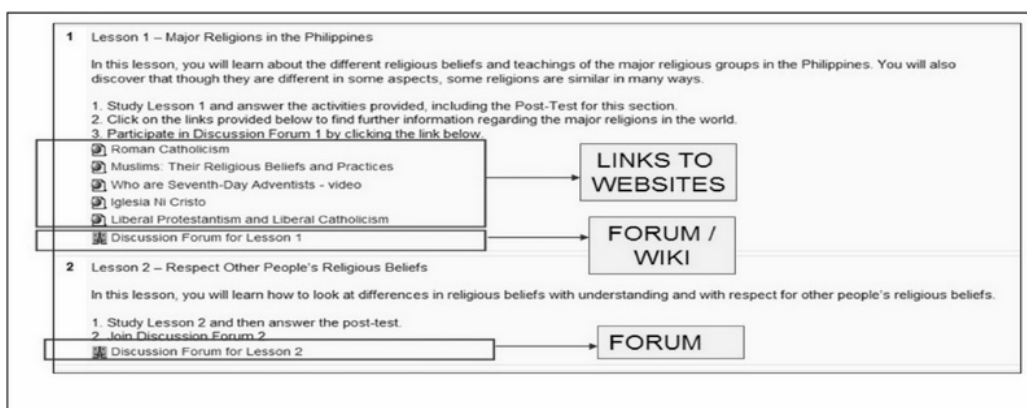 1 Lesson 1 – Major Religions in the Philippines
In this lesson, you will learn about the different religious beliefs and teachings of the major religious groups in the Philippines. You will also
discover that though they are different in some aspects, some religions are similar in many ways.
1. Study Lesson 1 and answer the activities provided, including the Post-Test for this section.
2. Click on the links provided below to find further information regarding the major religions in the world.
3. Participate in Discussion Forum 1 by clicking the link below.
Roman Catholicism
Muslims: Their Religious Beliefs and Practices
Who are Seventh-Day Adventists - video
Iglesia Ni Cristo
Liberal Protestantism and Liberal Catholicism
LINKS TO
WEBSITES
Discussion Forum for Lesson 1
FORUM /
WIKI
2 Lesson 2 – Respect Other People's Religious Beliefs
In this lesson, you will learn how to look at differences in religious beliefs with understanding and with respect for other people's religious beliefs.
1. Study Lesson 2 and then answer the post-test.
2. Join Discussion Forum 2
Discussion Forum for Lesson 2
FORUM